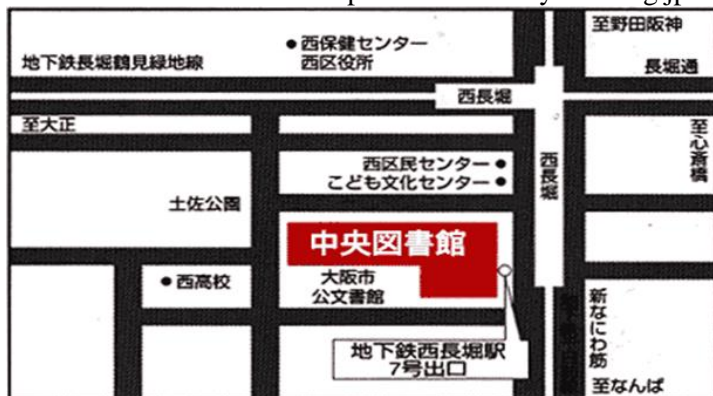 至野田阪神
西保健センター
西区役所
地下鉄長堀鶴見緑地線
長堀通
西長堀
至大正
至心斎橋
西区民センター
こども文化センター
西長堀
土佐公園
中央図書館
西高校
大阪市
公文書館
新なにわ筋
地下鉄西長堀駅
7号出口
至なんば